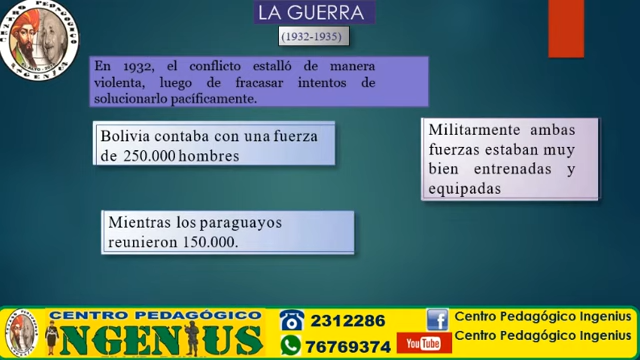 LA GUERRA
(1932-1935)
En 1932, el conflicto estalló de manera
violenta, luego de fracasar intentos de
solucionarlo pacíficamente.
Bolivia contaba con una fuerza
de 250.000 hombres
Militarmente ambas
fuerzas estaban muy
bien entrenadas y
equipadas
Mientras los paraguayos
reunieron 150.000.
CENTRO PEDAGÓGICO
INGENIUS
2312286
76769374
Centro Pedagógico Ingenius
You Tube
Centro Pedagógico Ingenius